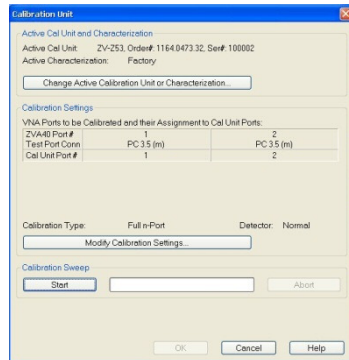 Calibration Unit
Active Cal Unit and Characterization
Active Cal Unit: ZV-Z53, Order#: 1164.0473.32, Ser#: 100002
Active Characterization: Factory
Change Active Calibration Unit or Characterization...
Calibration Settings
VNA Ports to be Calibrated and their Assignment to Cal Unit Ports:
ZVA40 Port # 1 2
Test Port Conn PC 3.5 (m) PC 3.5 (m)
Cal Unit Port # 1 2
Calibration Type: Full n-Port Detector: Normal
Modify Calibration Settings...
Calibration Sweep
Start Abort
OK Cancel Help